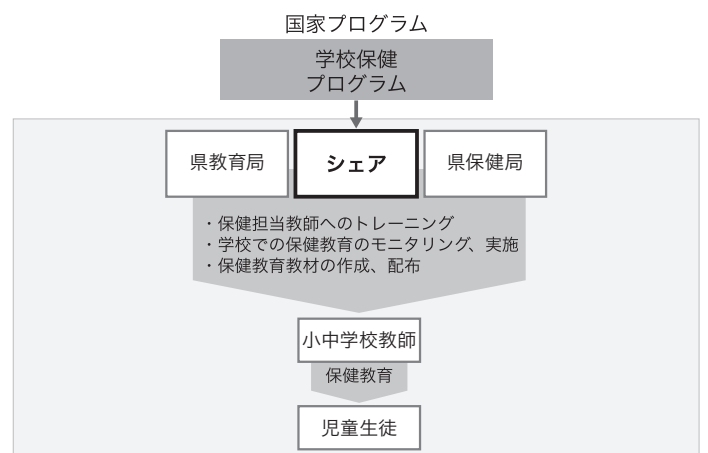 国家プログラム
学校保健
プログラム
県教育局
シェア
県保健局
・保健担当教師へのトレーニング
・学校での保健教育のモニタリング、実施
・保健教育教材の作成、配布
小中学校教師
保健教育
児童生徒